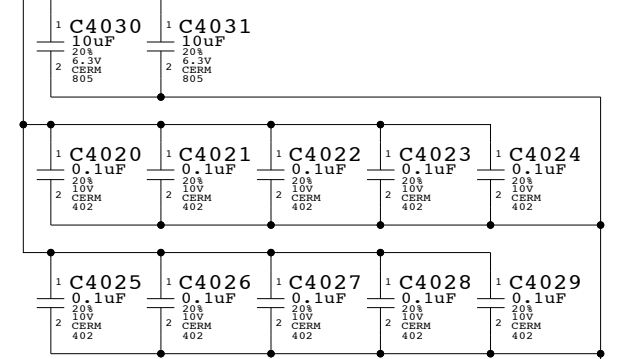 1 C4030
10uF
20%
6.3V
2 CERM
805
1 C4031
10uF
20%
6.3V
2 CERM
805
1 C4020
0.1uF
20%
10V
2 CERM
402
1 C4021
0.1uF
20%
10V
2 CERM
402
1 C4022
0.1uF
20%
10V
2 CERM
402
1 C4023
0.1uF
20%
10V
2 CERM
402
1 C4024
0.1uF
20%
10V
2 CERM
402
1 C4025
0.1uF
20%
10V
2 CERM
402
1 C4026
0.1uF
20%
10V
2 CERM
402
1 C4027
0.1uF
20%
10V
2 CERM
402
1 C4028
0.1uF
20%
10V
2 CERM
402
1 C4029
0.1uF
20%
10V
2 CERM
402